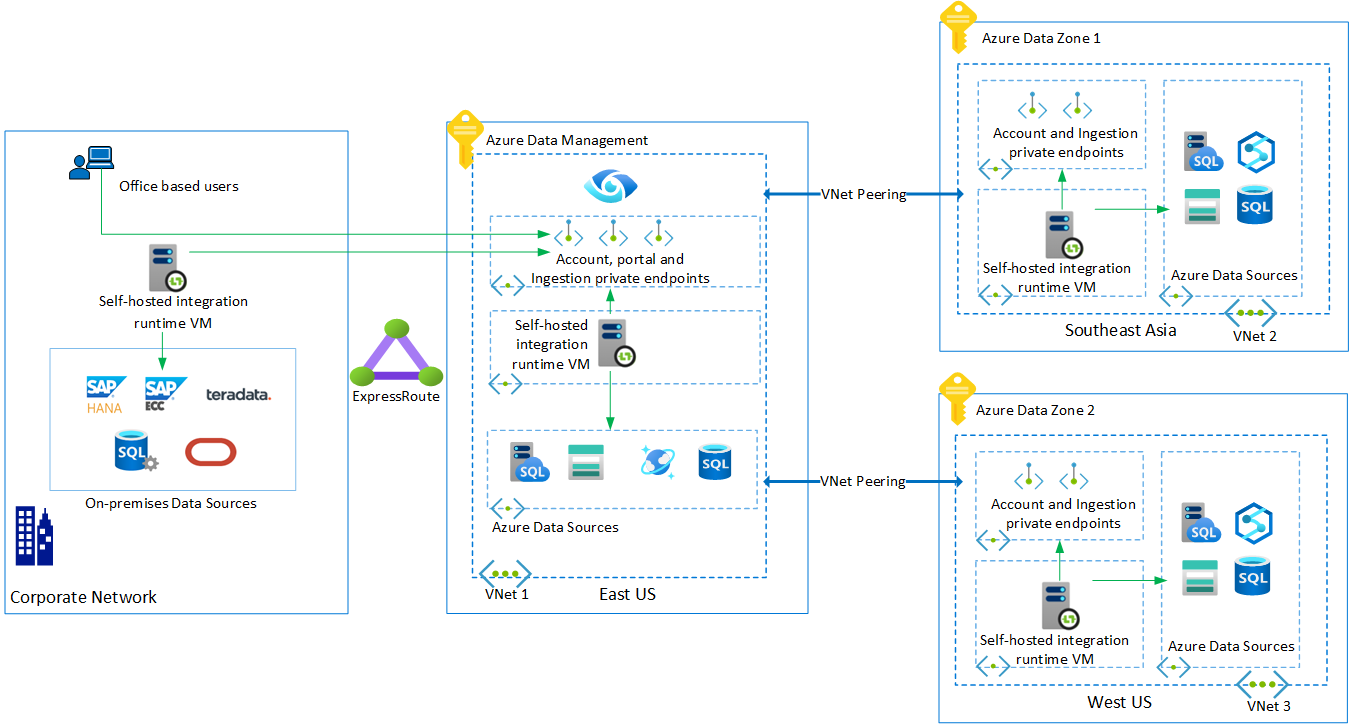 Office based users
Self-hosted integration
runtime VM
SAP
HANA
SAP
ECC
teradata.
SQL
On-premises Data Sources
Corporate Network
ExpressRoute
Azure Data Management
Account, portal and
Ingestion private endpoints
Self-hosted
integration
runtime VM
SQL
SQL
Azure Data Sources
VNet 1
East US
VNet Peering
VNet Peering
Azure Data Zone 1
Account and Ingestion
private endpoints
Self-hosted integration
runtime VM
SQL
SQL
Azure Data Sources
Southeast Asia
VNet 2
Azure Data Zone 2
Account and Ingestion
private endpoints
Self-hosted integration
runtime VM
SQL
SQL
Azure Data Sources
West US
VNet 3